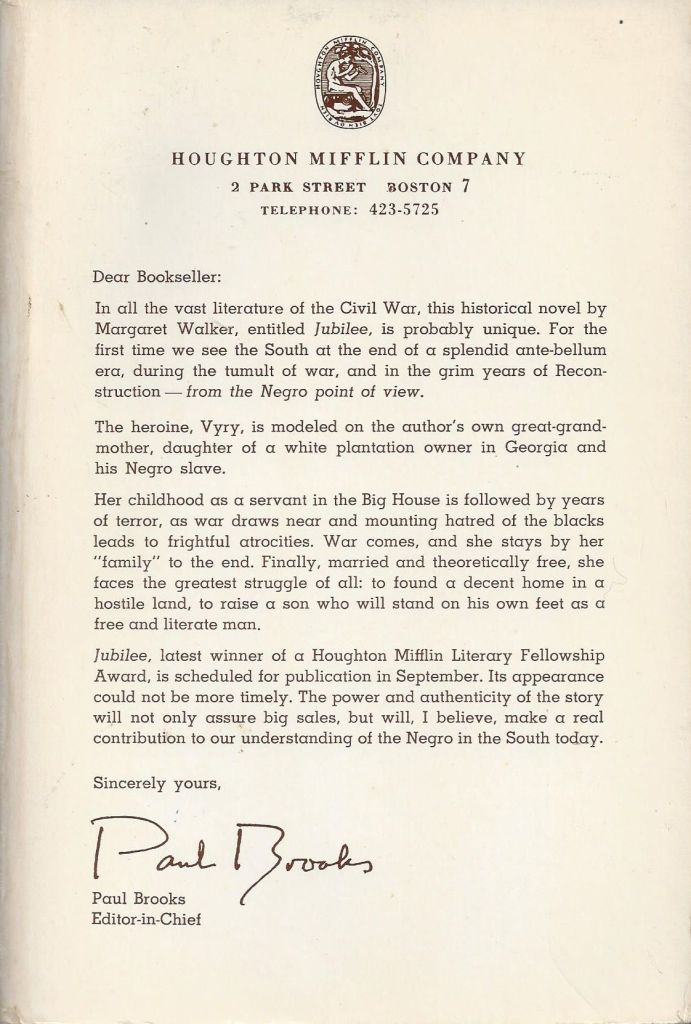 HOUGHTON MIFFLIN COMPANY
TOVT BIEN OV RIEN
HOUGHTON MIFFLIN COMPANY
2 PARK STREET BOSTON 7
TELEPHONE: 423-5725
Dear Bookseller:
In all the vast literature of the Civil War, this historical novel by
Margaret Walker, entitled Jubilee, is probably unique. For the
first time we see the South at the end of a splendid ante-bellum
era, during the tumult of war, and in the grim years of Recon-
struction — from the Negro point of view.
The heroine, Vyry, is modeled on the author's own great-grand-
mother, daughter of a white plantation owner in Georgia and
his Negro slave.
Her childhood as a servant in the Big House is followed by years
of terror, as war draws near and mounting hatred of the blacks
leads to frightful atrocities. War comes, and she stays by her
"family" to the end. Finally, married and theoretically free, she
faces the greatest struggle of all: to found a decent home in a
hostile land, to raise a son who will stand on his own feet as a
free and literate man.
Jubilee, latest winner of a Houghton Mifflin Literary Fellowship
Award, is scheduled for publication in September. Its appearance
could not be more timely. The power and authenticity of the story
will not only assure big sales, but will, I believe, make a real
contribution to our understanding of the Negro in the South today.
Sincerely yours,
Paul Brooks
Paul Brooks
Editor-in-Chief